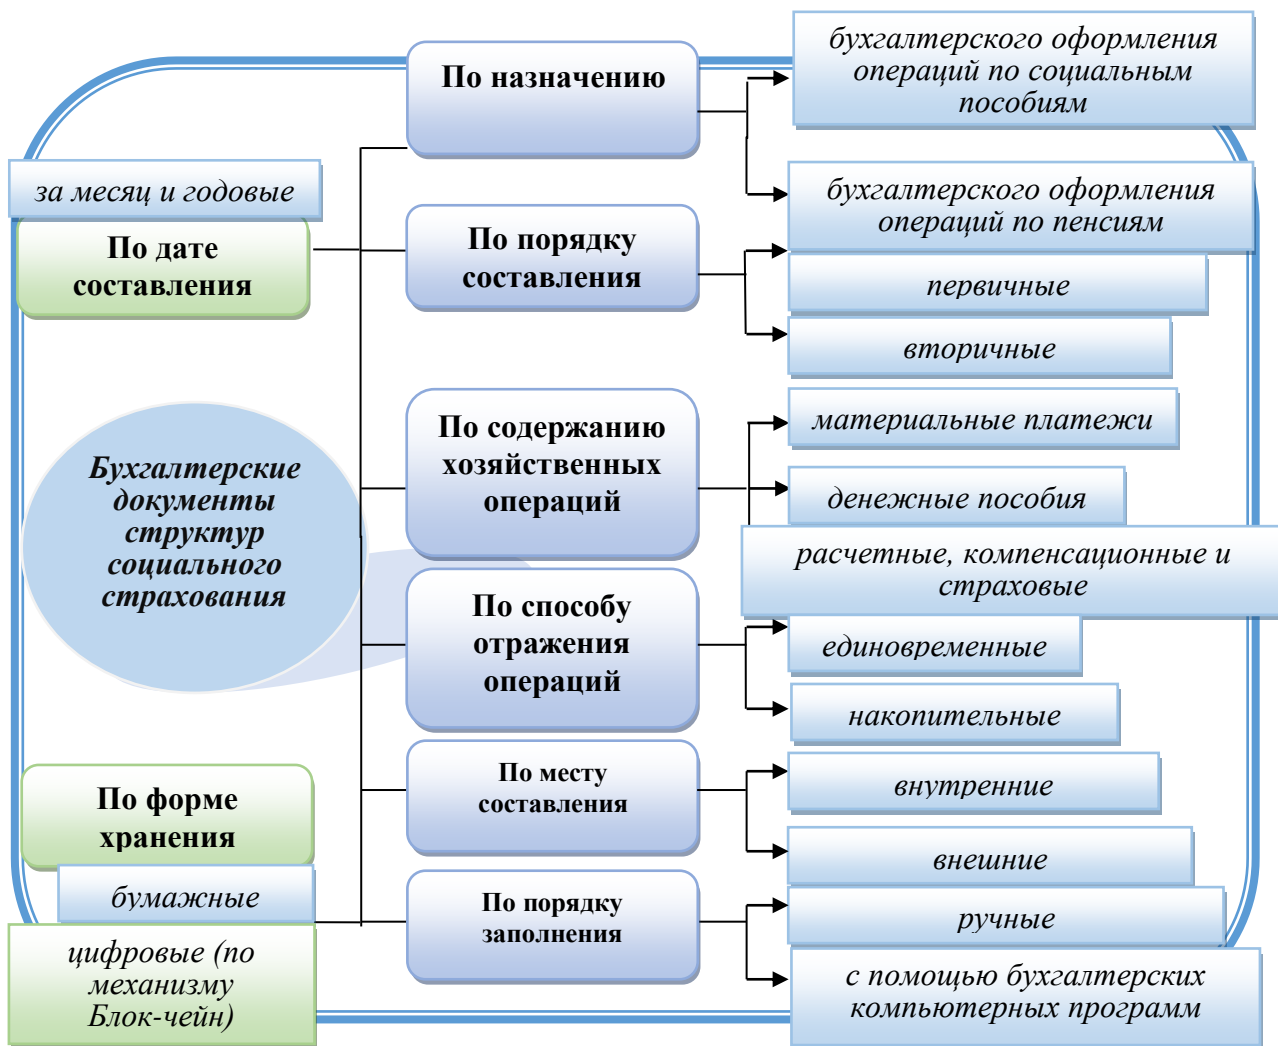 По назначению
бухгалтерского оформления
операций по социальным
пособиям
бухгалтерского оформления
операций по пенсиям
за месяц и годовые
По дате
составления
По порядку
составления
первичные
вторичные
По содержанию
хозяйственных
операций
материальные платежи
денежные пособия
расчетные, компенсационные и
страховые
Бухгалтерские
документы
структур
социального
страхования
По способу
отражения
операций
единовременные
накопительные
По месту
составления
внутренние
внешние
По форме
хранения
бумажные
цифровые (по
механизму
Блок-чейн)
По порядку
заполнения
ручные
с помощью бухгалтерских
компьютерных программ